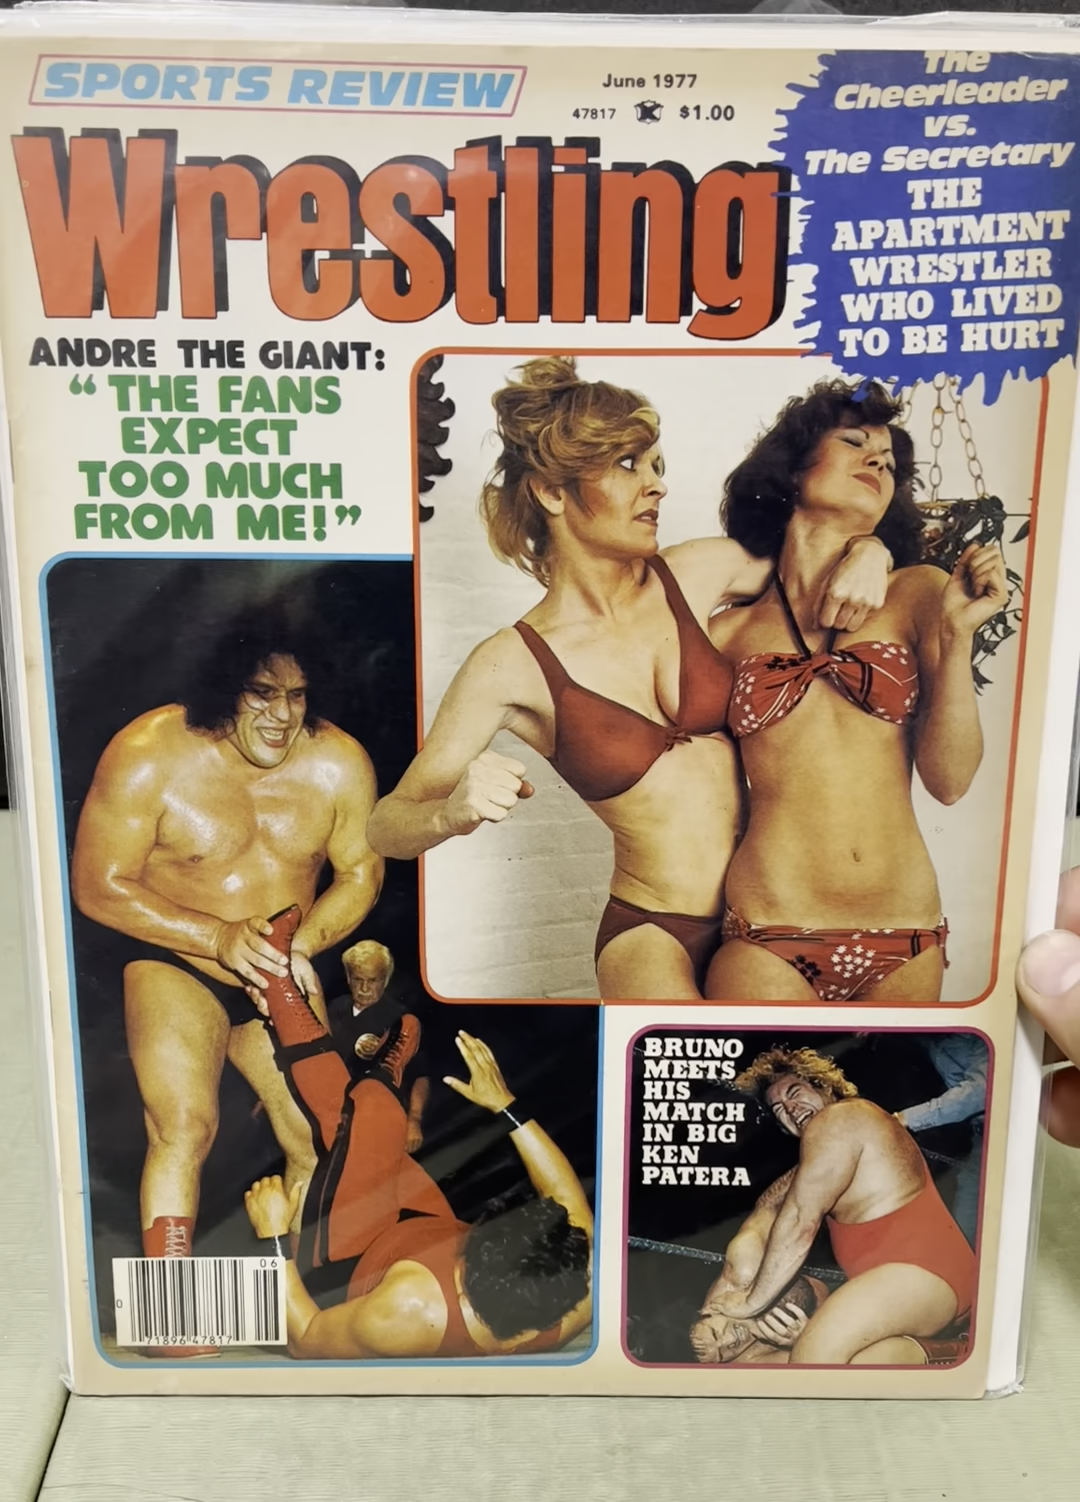 SPORTS REVIEW
June 1977
47817 $1.00
Wrestling
The
Cheerleader
vs.
The Secretary
THE
APARTMENT
WRESTLER
WHO LIVED
TO BE HURT
ANDRE THE GIANT:
“ THE FANS
EXPECT
TOO MUCH
FROM ME!”
BRUNO
MEETS
HIS
MATCH
IN BIG
KEN
PATERA
06
0
71896 47817